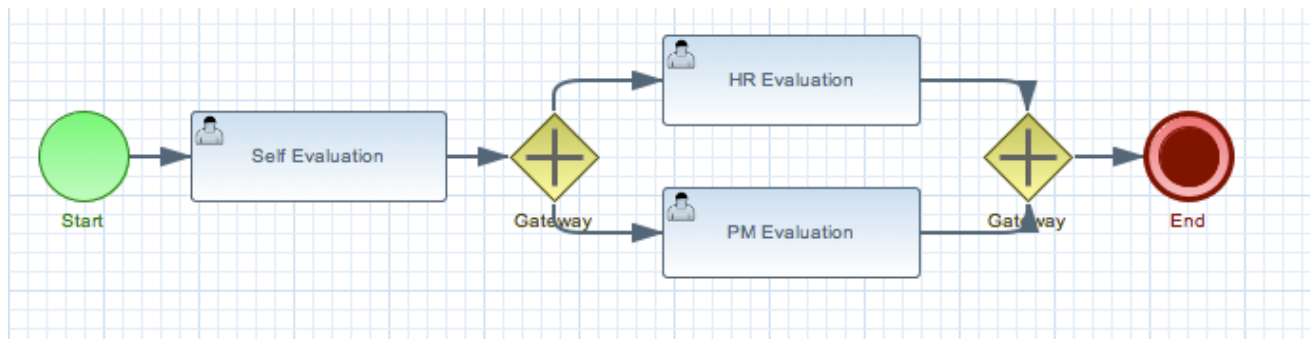 HR Evaluation
Self Evaluation
Start
Gateway
PM Evaluation
Gateway
End